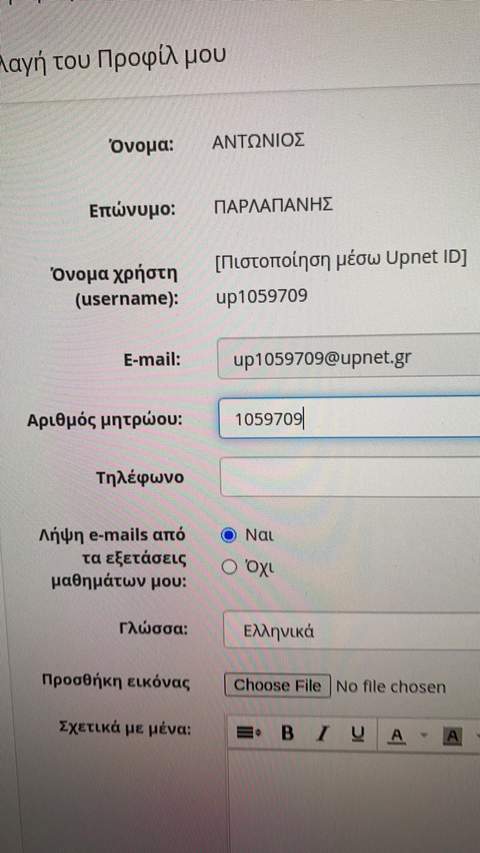 λαγή του Προφίλ μου
Όνομα: ΑΝΤΩΝΙΟΣ
Επώνυμο: ΠΑΡΛΑΠΑΝΗΣ
Όνομα χρήστη (username): [Πιστοποίηση μέσω Upnet ID]
up1059709
E-mail: up1059709@upnet.gr
Αριθμός μητρώου: 1059709
Τηλέφωνο
Λήψη e-mails από
τα εξετάσεις
μαθημάτων μου:
Ναι
Όχι
Γλώσσα: Ελληνικά
Προσθήκη εικόνας Choose File No file chosen
Σχετικά με μένα: B I U A A